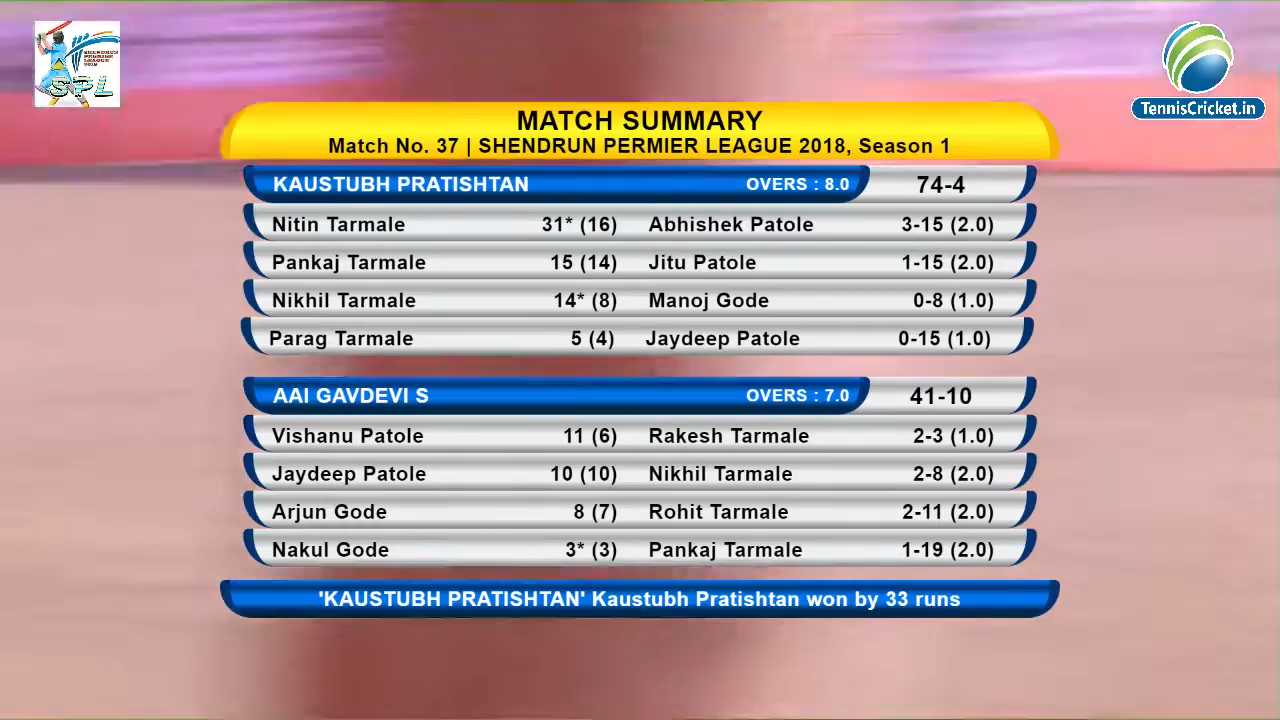 SPL
TennisCricket.in
MATCH SUMMARY
Match No. 37 | SHENDRUN PERMIER LEAGUE 2018, Season 1
KAUSTUBH PRATISHTAN OVERS : 8.0 74-4
Nitin Tarmale 31* (16) Abhishek Patole 3-15 (2.0)
Pankaj Tarmale 15 (14) Jitu Patole 1-15 (2.0)
Nikhil Tarmale 14* (8) Manoj Gode 0-8 (1.0)
Parag Tarmale 5 (4) Jaydeep Patole 0-15 (1.0)
AAI GAVDEVI S OVERS : 7.0 41-10
Vishanu Patole 11 (6) Rakesh Tarmale 2-3 (1.0)
Jaydeep Patole 10 (10) Nikhil Tarmale 2-8 (2.0)
Arjun Gode 8 (7) Rohit Tarmale 2-11 (2.0)
Nakul Gode 3* (3) Pankaj Tarmale 1-19 (2.0)
'KAUSTUBH PRATISHTAN' Kaustubh Pratishtan won by 33 runs